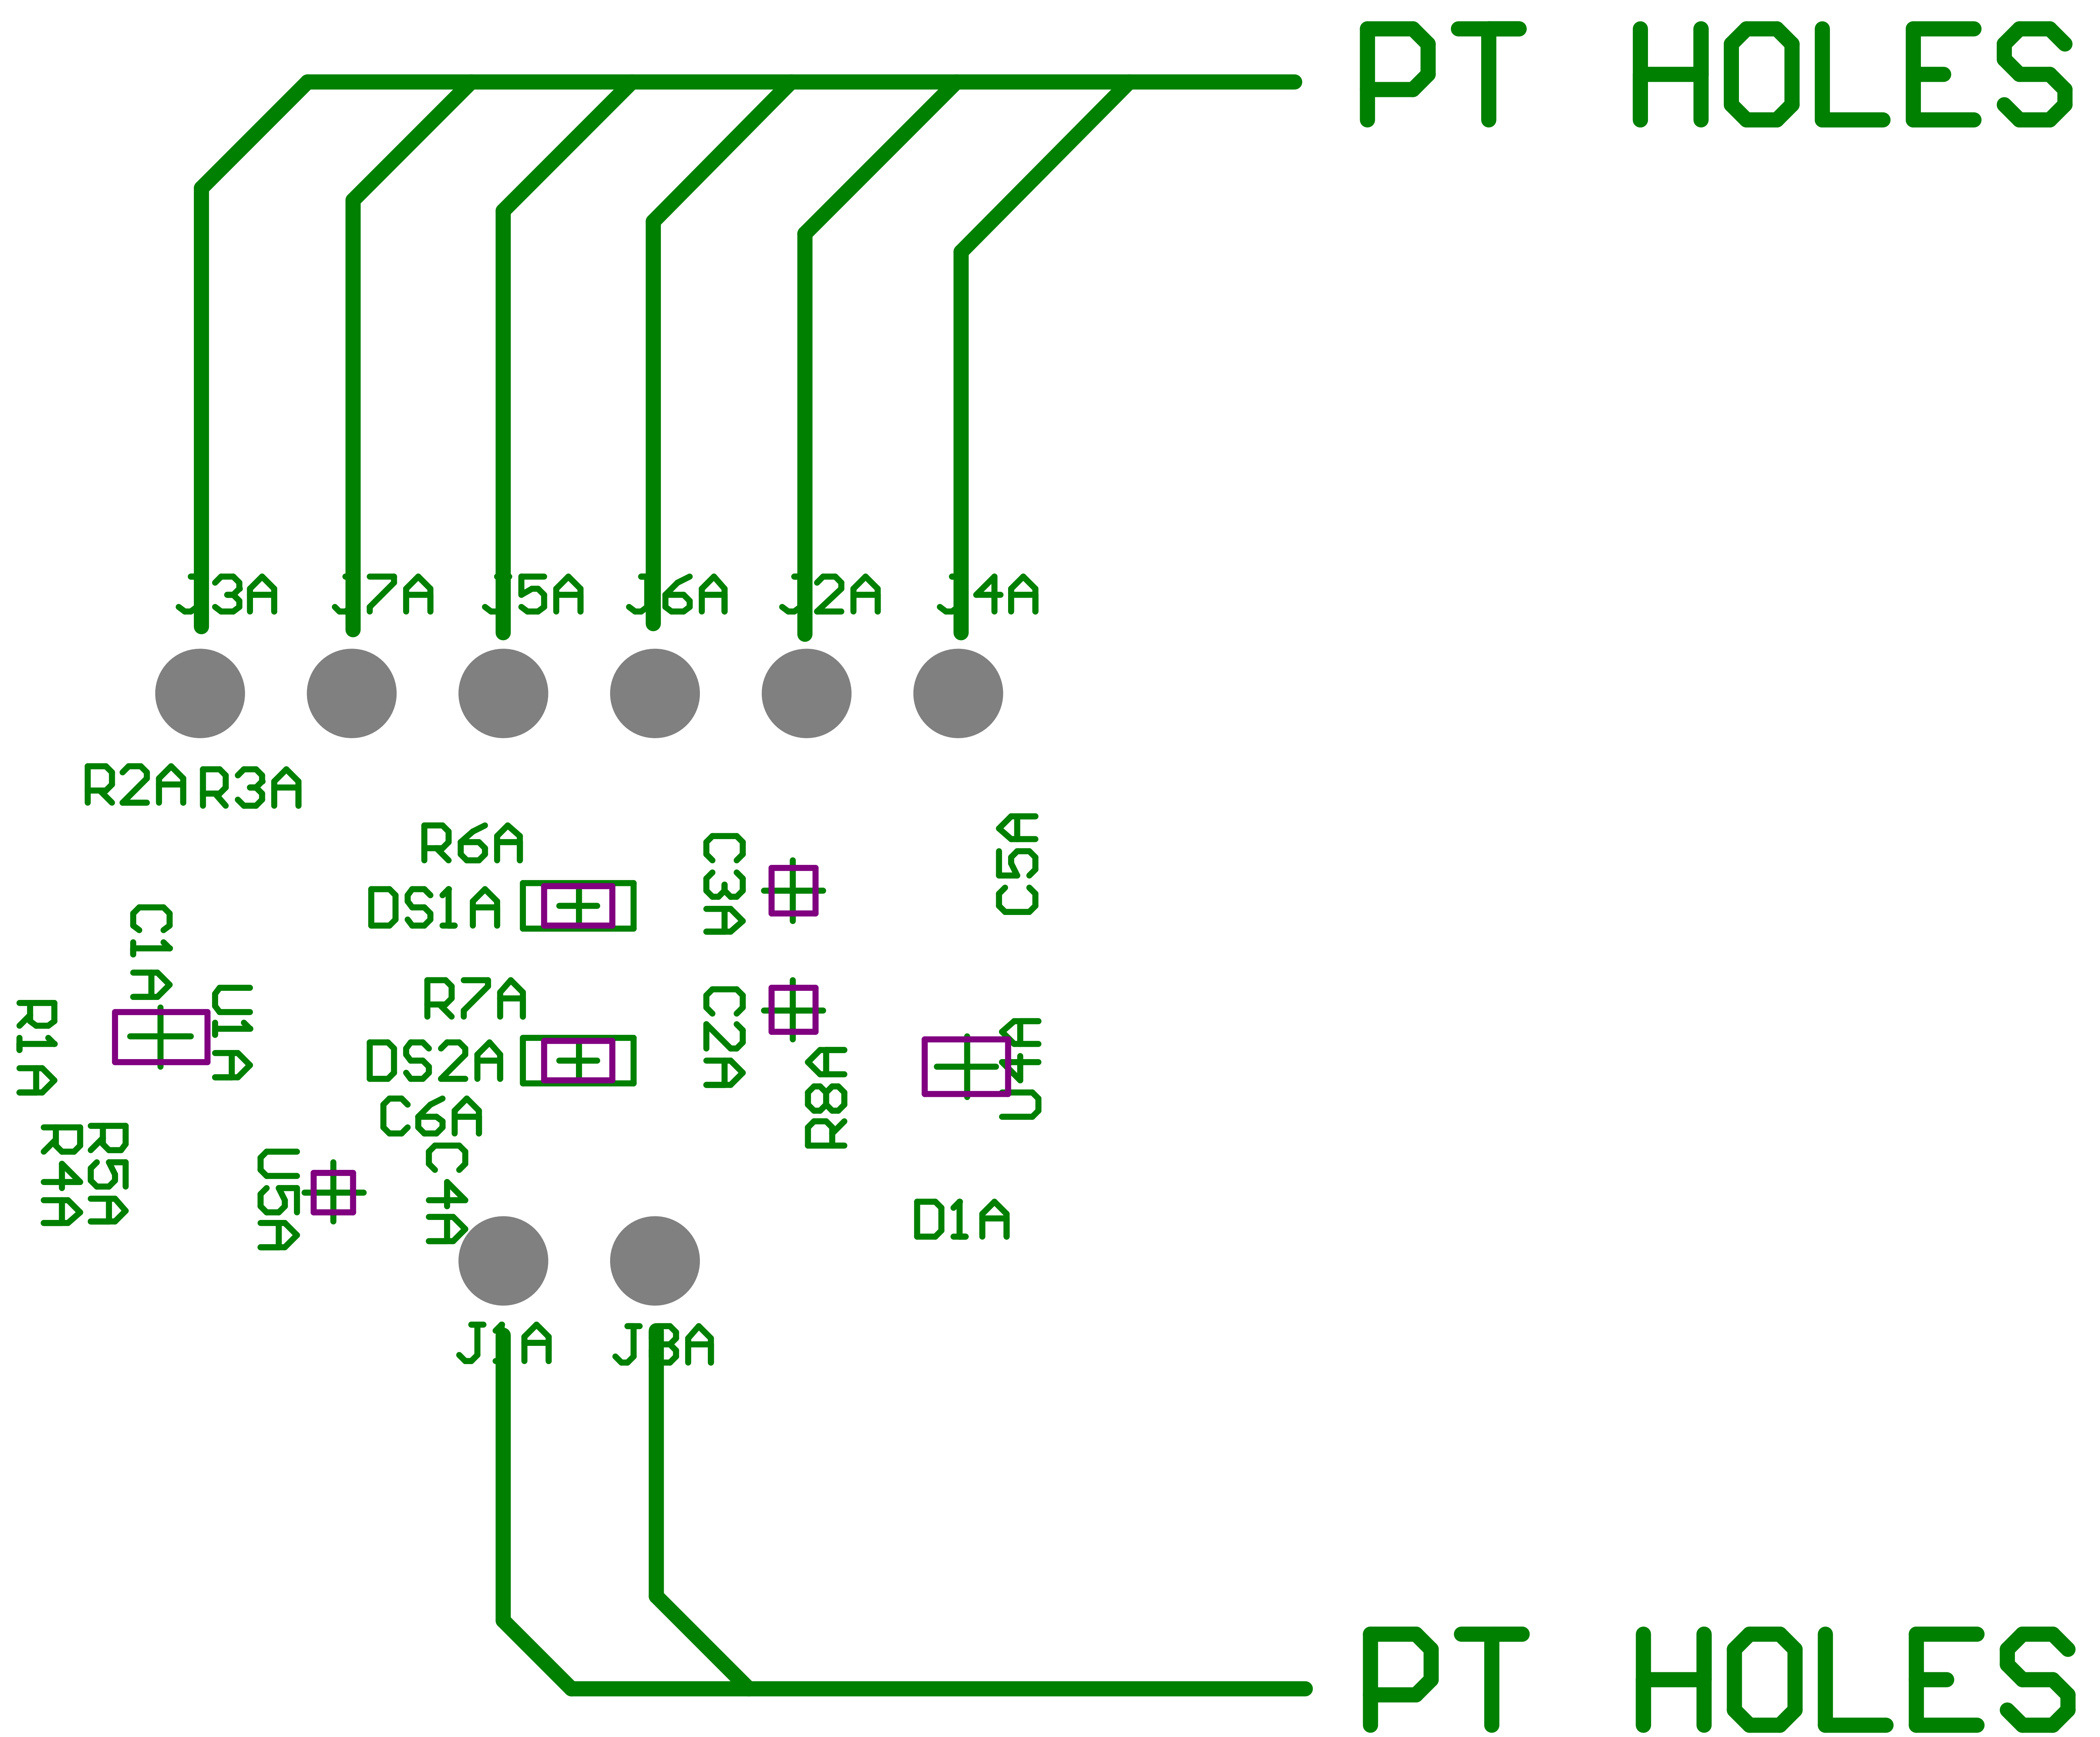 PT HOLES
J3A
J7A
J5A
J6A
J2A
J4A
R2A
R3A
R6A
C3A
C5A
DS1A
C1A
R7A
C2A
U1A
R1A
DS2A
U4A
R8A
C6A
R4A
R5A
U5A
C4A
D1A
J1A
J8A
PT HOLES